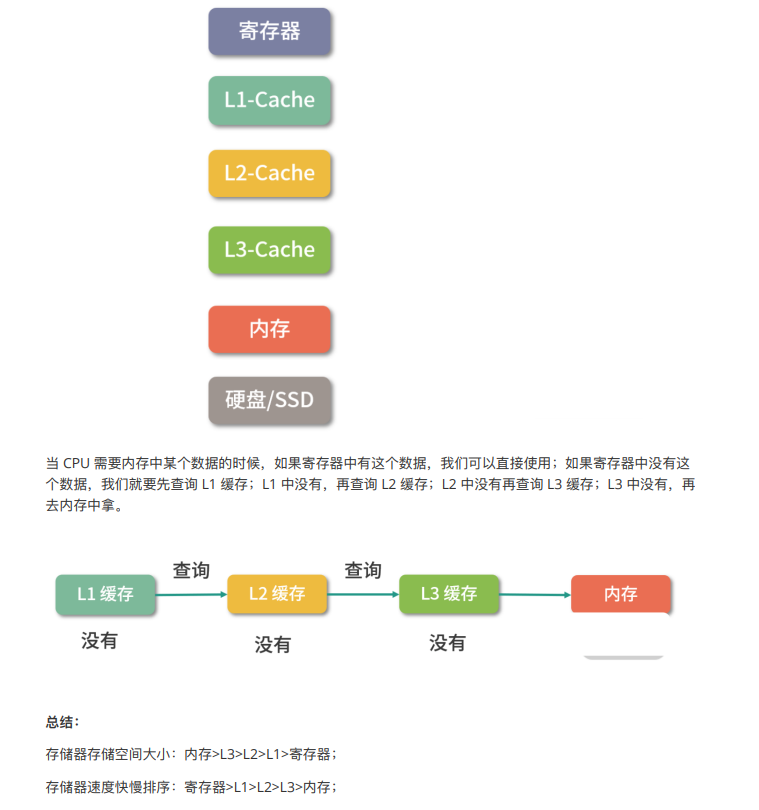 寄存器
L1-Cache
L2-Cache
L3-Cache
内存
硬盘/SSD
当 CPU 需要内存中某个数据的时候，如果寄存器中有这个数据，我们可以直接使用；如果寄存器中没有这
个数据，我们就要先查询 L1 缓存；L1 中没有，再查询 L2 缓存；L2 中没有再查询 L3 缓存；L3 中没有，再
去内存中拿。
查询 查询
L1 缓存 L2 缓存 L3 缓存 内存
没有 没有 没有
总结：
存储器存储空间大小：内存>L3>L2>L1>寄存器；
存储器速度快慢排序：寄存器>L1>L2>L3>内存；